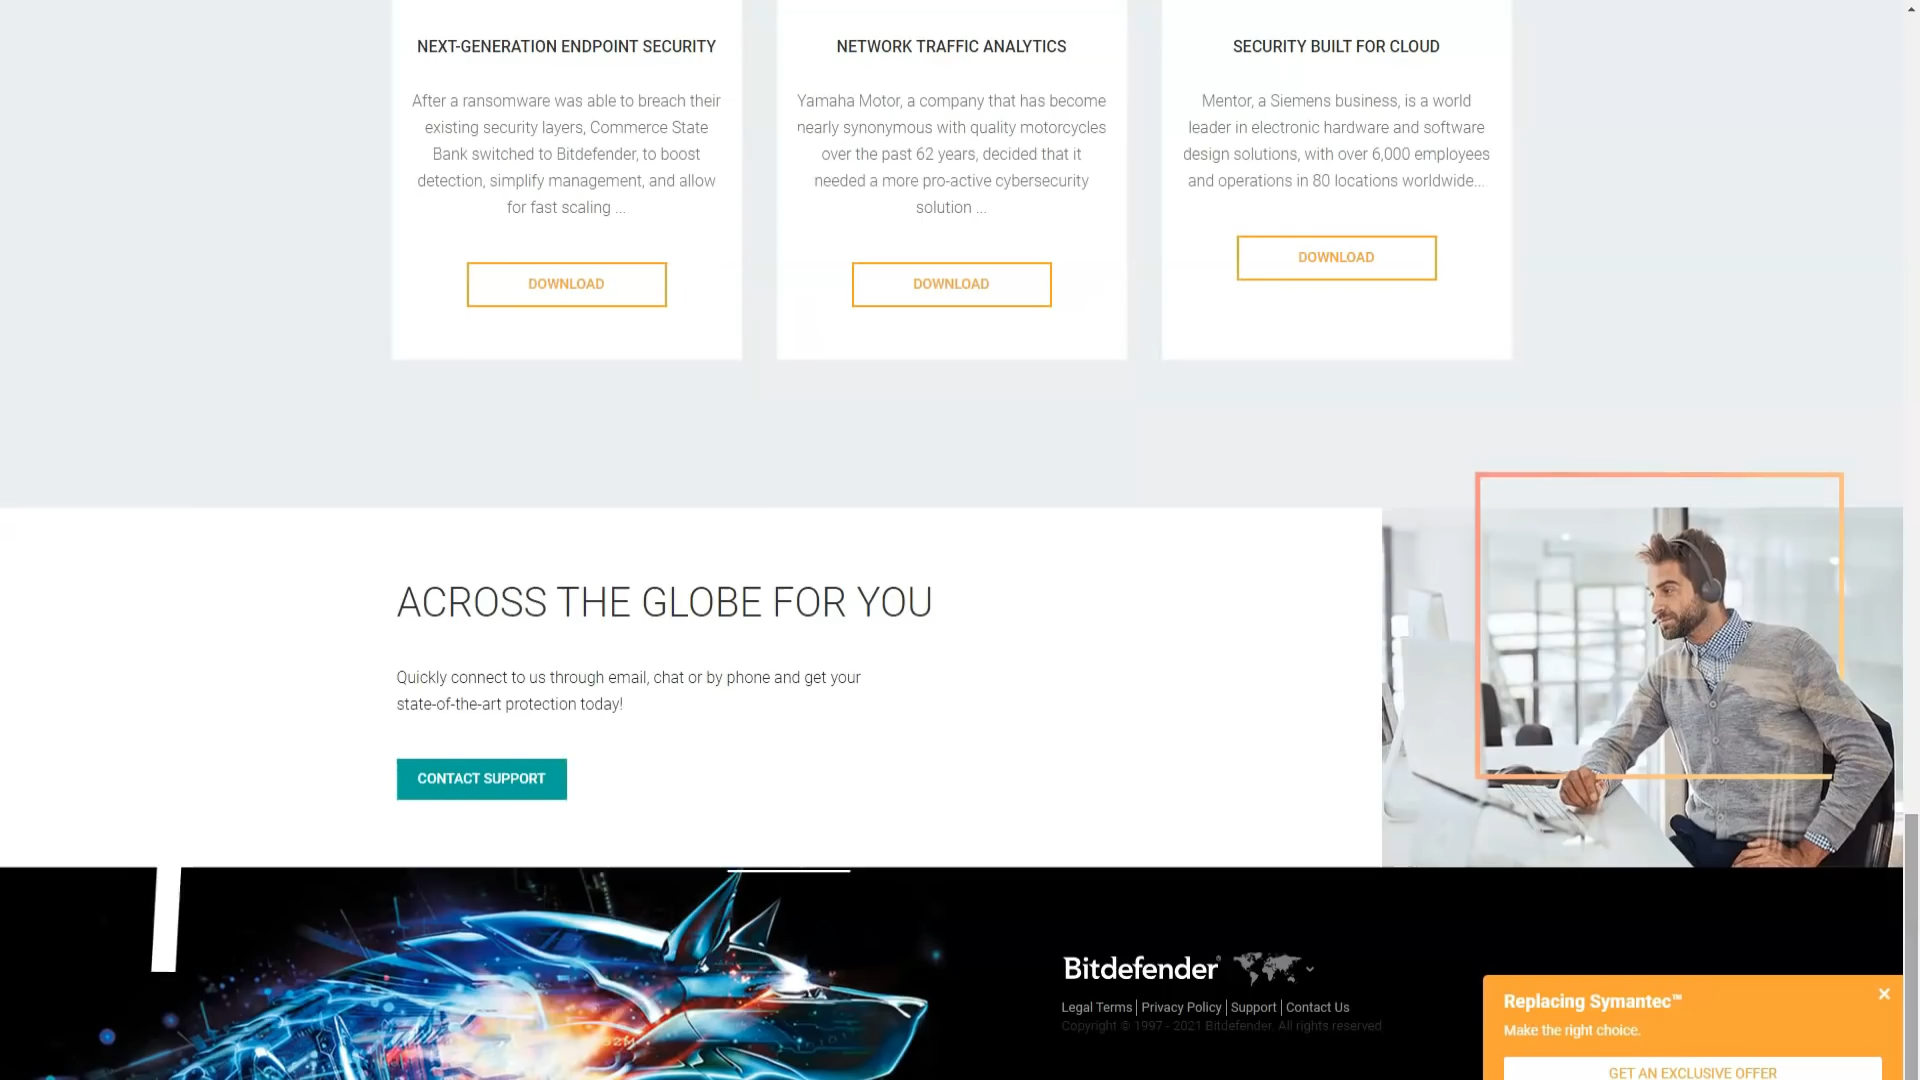 NEXT-GENERATION ENDPOINT SECURITY
After a ransomware was able to breach their
existing security layers, Commerce State
Bank switched to Bitdefender, to boost
detection, simplify management, and allow
for fast scaling ...
DOWNLOAD
NETWORK TRAFFIC ANALYTICS
Yamaha Motor, a company that has become
nearly synonymous with quality motorcycles
over the past 62 years, decided that it
needed a more pro-active cybersecurity
solution ...
DOWNLOAD
SECURITY BUILT FOR CLOUD
Mentor, a Siemens business, is a world
leader in electronic hardware and software
design solutions, with over 6,000 employees
and operations in 80 locations worldwide...
DOWNLOAD
ACROSS THE GLOBE FOR YOU
Quickly connect to us through email, chat or by phone and get your
state-of-the-art protection today!
CONTACT SUPPORT
Bitdefender®
Legal Terms | Privacy Policy | Support | Contact Us
Copyright © 1997 - 2021 Bitdefender. All rights reserved
Replacing Symantec™
Make the right choice.
GET AN EXCLUSIVE OFFER